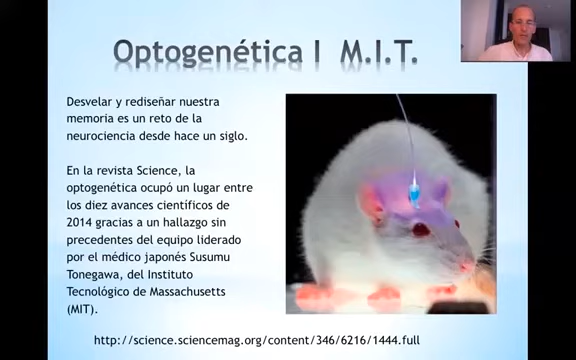 Optogenética I M.I.T.
Desvelar y rediseñar nuestra
memoria es un reto de la
neurociencia desde hace un siglo.
En la revista Science, la
optogenética ocupó un lugar entre
los diez avances científicos de
2014 gracias a un hallazgo sin
precedentes del equipo liderado
por el médico japonés Susumu
Tonegawa, del Instituto
Tecnológico de Massachusetts
(MIT).
http://science.sciencemag.org/content/346/6216/1444.full